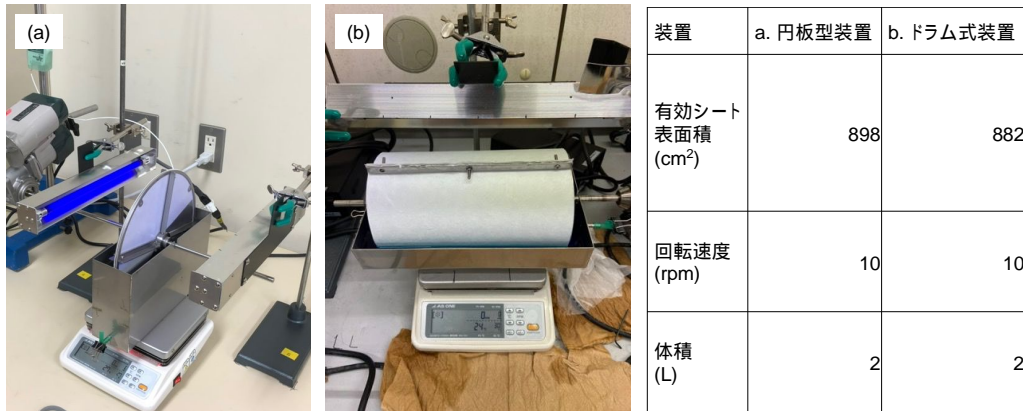 (a)
(b)
装置
a. 円板型装置
b. ドラム式装置
有効シート
表面積
(cm²)
898
882
回転速度
(rpm)
10
10
体積
(L)
2
2
1 L